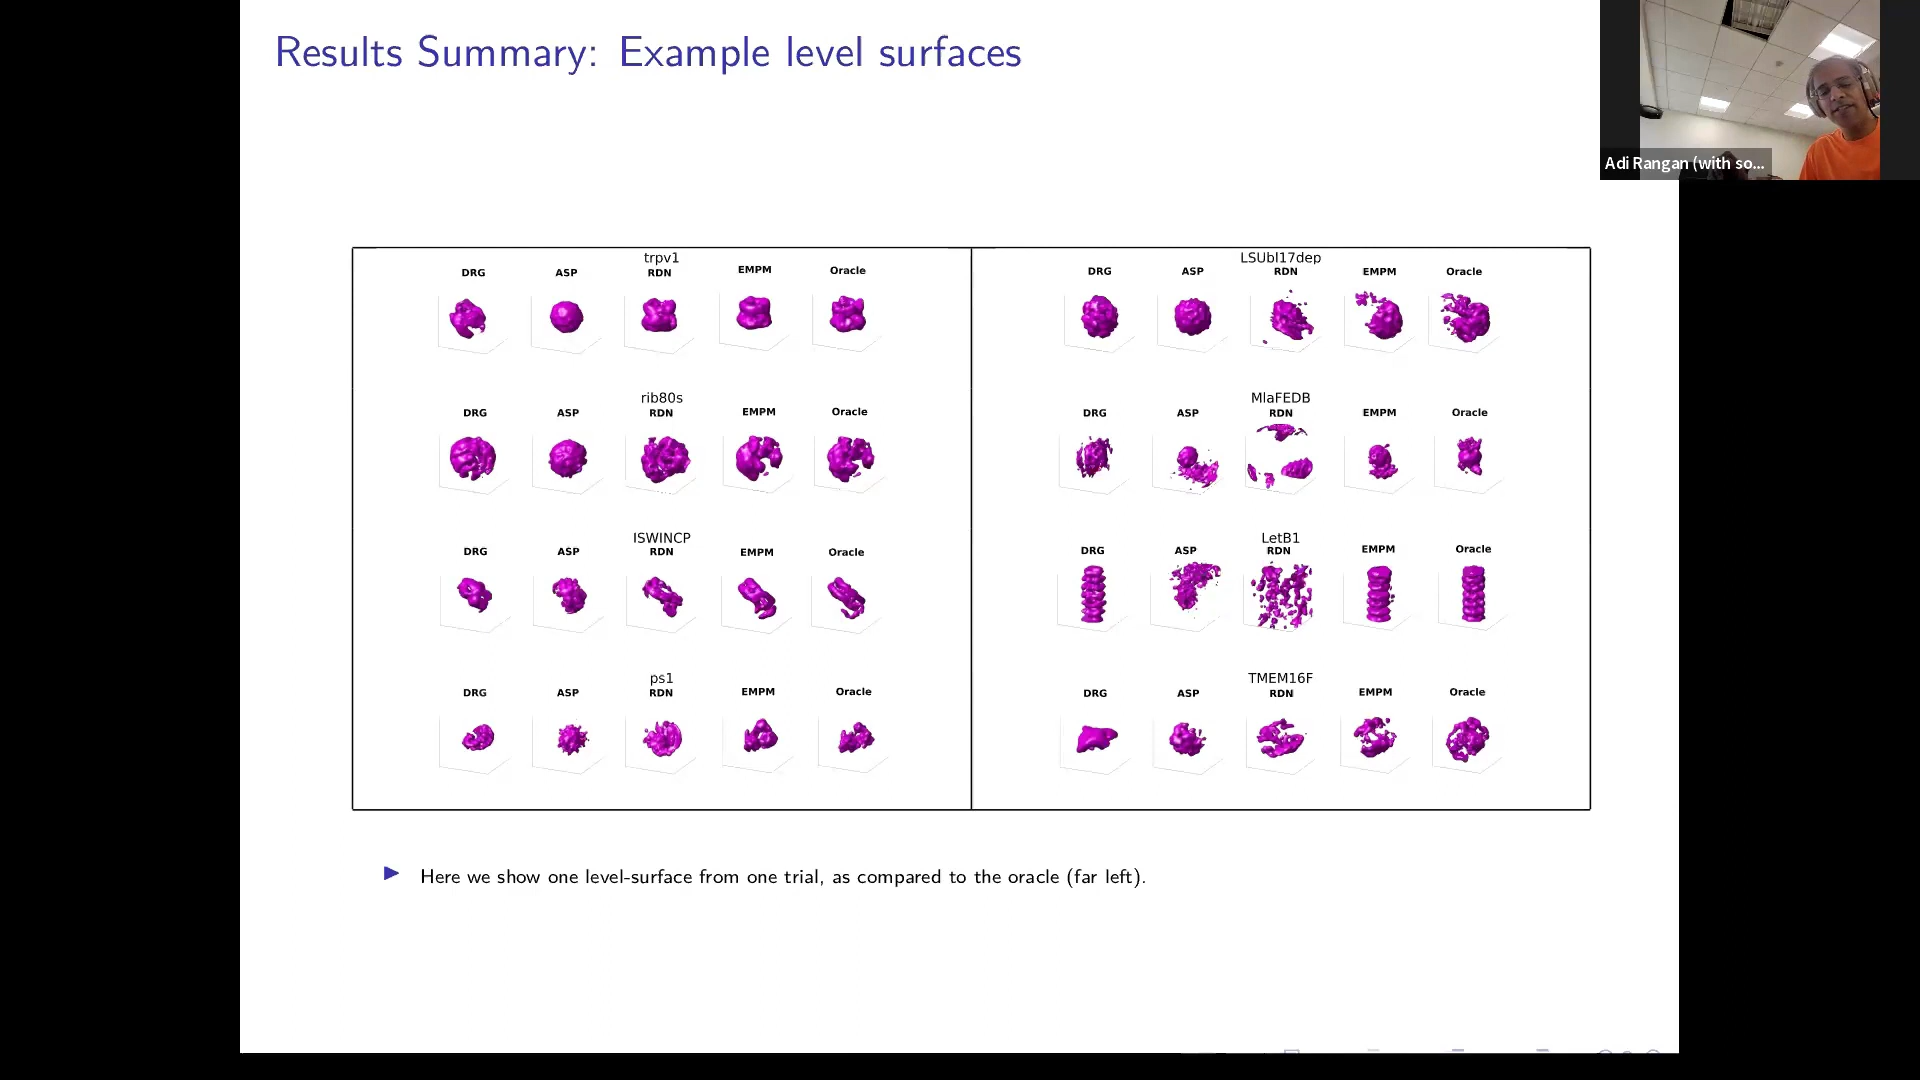 Results Summary: Example level surfaces
Adi Rangan (with so...
trpv1
DRG ASP RDN EMPM Oracle
rib80s
DRG ASP RDN EMPM Oracle
ISWINCP
DRG ASP RDN EMPM Oracle
ps1
DRG ASP RDN EMPM Oracle
LSUbl17dep
DRG ASP RDN EMPM Oracle
MlaFEDB
DRG ASP RDN EMPM Oracle
LetB1
DRG ASP RDN EMPM Oracle
TMEM16F
DRG ASP RDN EMPM Oracle
Here we show one level-surface from one trial, as compared to the oracle (far left).